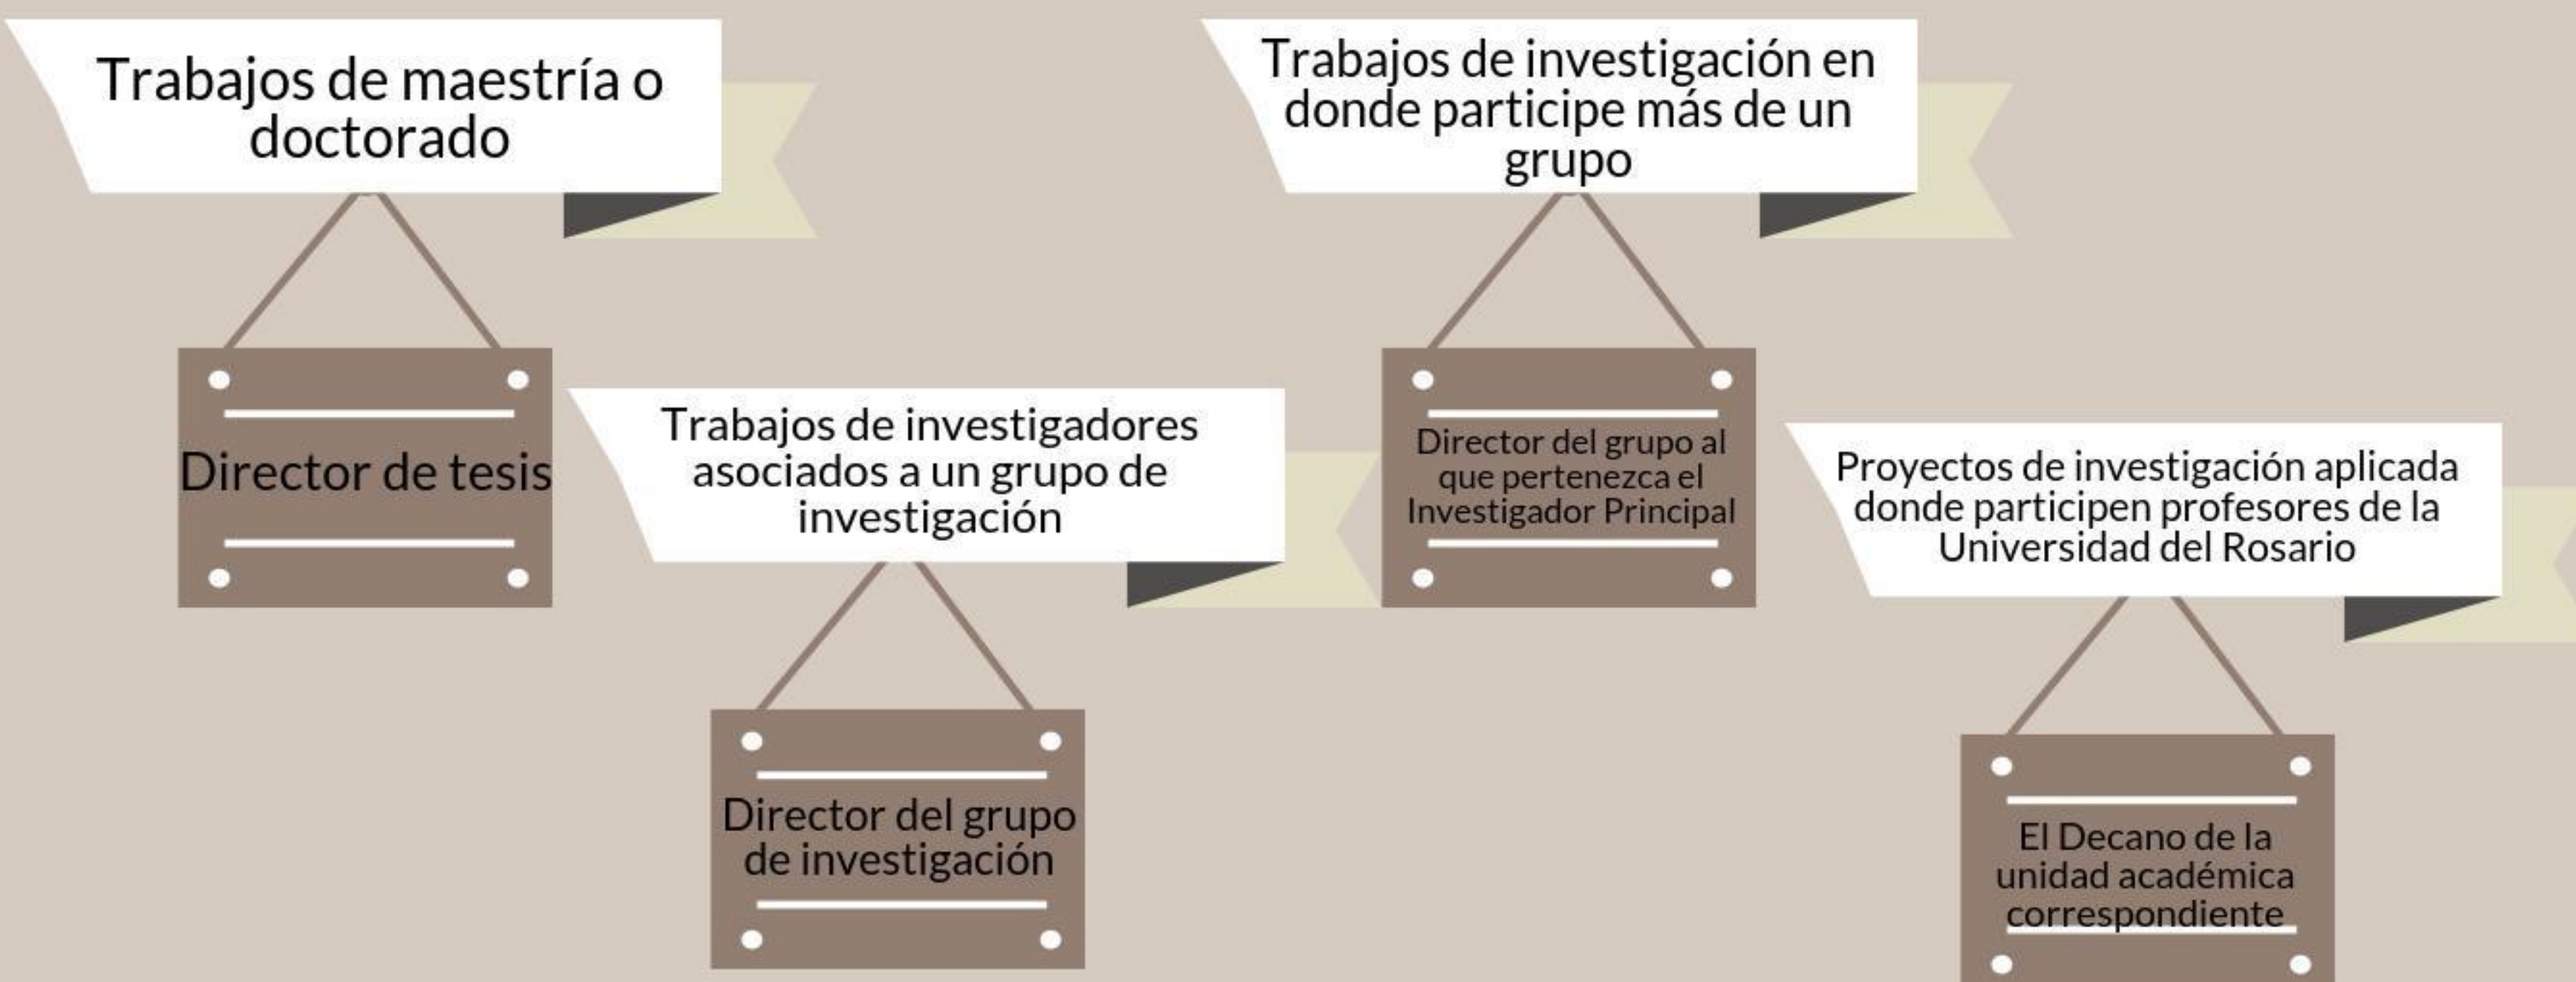 Trabajos de maestría o
doctorado
Director de tesis
Trabajos de investigadores
asociados a un grupo de
investigación
Director del grupo
de investigación
Trabajos de investigación en
donde participe más de un
grupo
Director del grupo al
que pertenezca el
Investigador Principal
Proyectos de investigación aplicada
donde participen profesores de la
Universidad del Rosario
El Decano de la
unidad académica
correspondiente